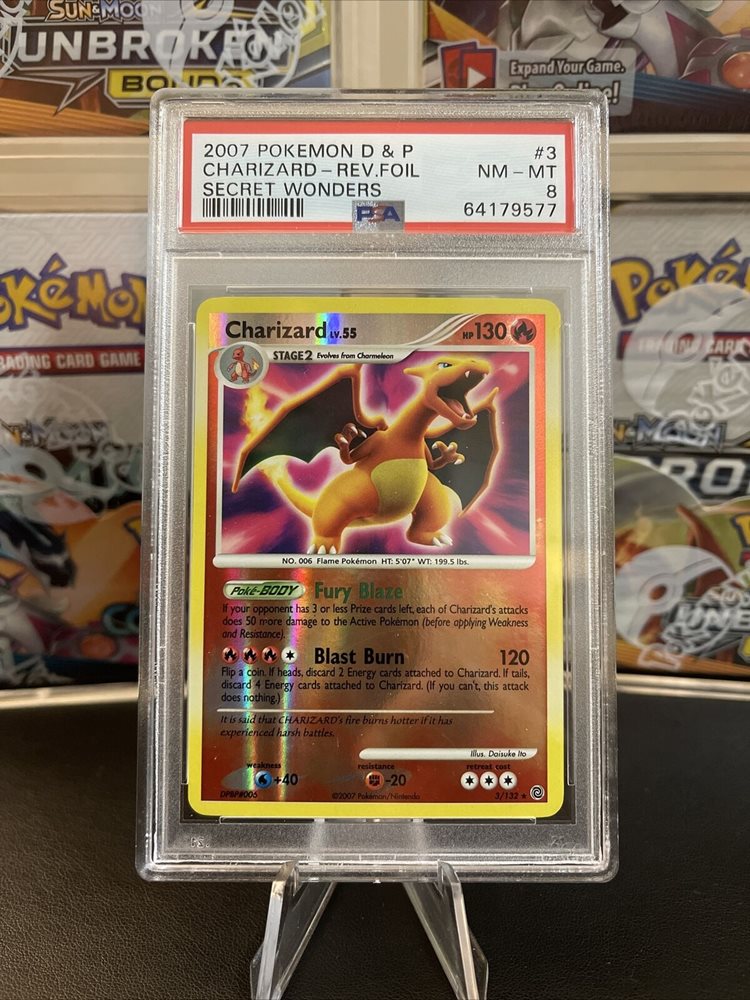 SUN & MOON
UNBROKEN
BONDS
Expand Your Game.
Play Online!
2007 POKEMON D & P #3
CHARIZARD-REV.FOIL NM-MT
SECRET WONDERS 8
PSA 64179577
Pokémon
TRADING CARD GAME
Charizard LV.55 HP 130
STAGE2 Evolves from Charmeleon
NO. 006 Flame Pokémon HT: 5'07" WT: 199.5 lbs.
Poké-BODY Fury Blaze
If your opponent has 3 or less Prize cards left, each of Charizard's attacks
does 50 more damage to the Active Pokémon (before applying Weakness
and Resistance).
Blast Burn 120
Flip a coin. If heads, discard 2 Energy cards attached to Charizard. If tails,
discard 4 Energy cards attached to Charizard. (If you can't, this attack
does nothing.)
It is said that CHARIZARD's fire burns hotter if it has
experienced harsh battles.
Illus. Daisuke Ito
weakness resistance retreat cost
+40 -20
DPBP#006 ©2007 Pokémon/Nintendo 3/132 ★